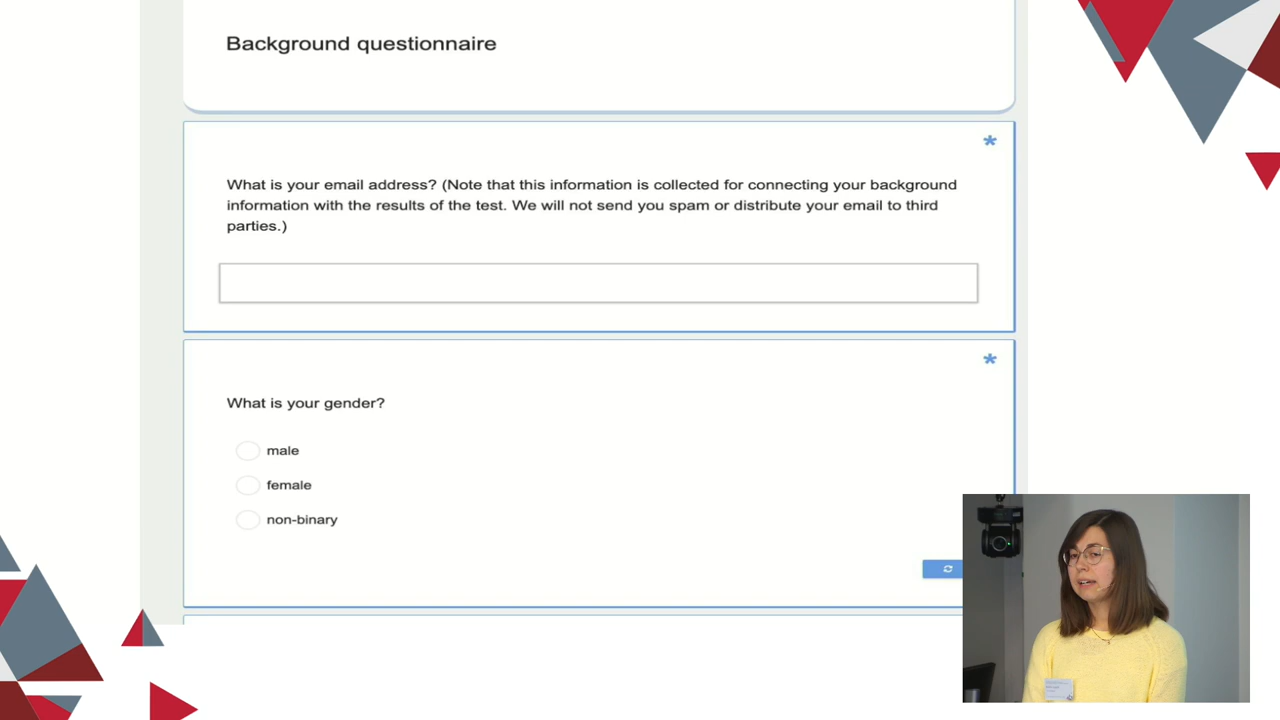 Background questionnaire
*
What is your email address? (Note that this information is collected for connecting your background
information with the results of the test. We will not send you spam or distribute your email to third
parties.)
*
What is your gender?
male
female
non-binary